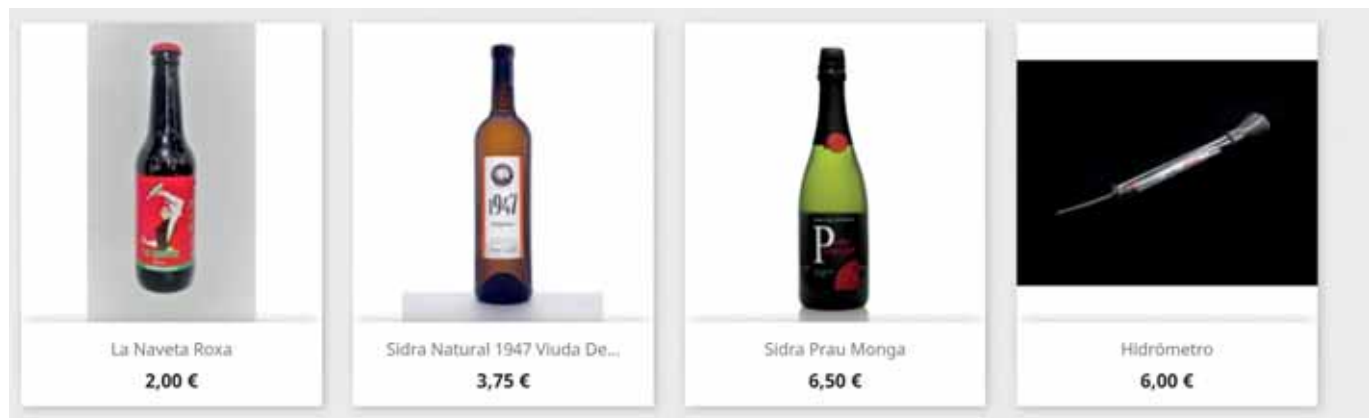 1947
P
La Naveta Roxa
2,00 €
Sidra Natural 1947 Viuda De...
3,75 €
Sidra Prau Monga
6,50 €
Hidrómetro
6,00 €